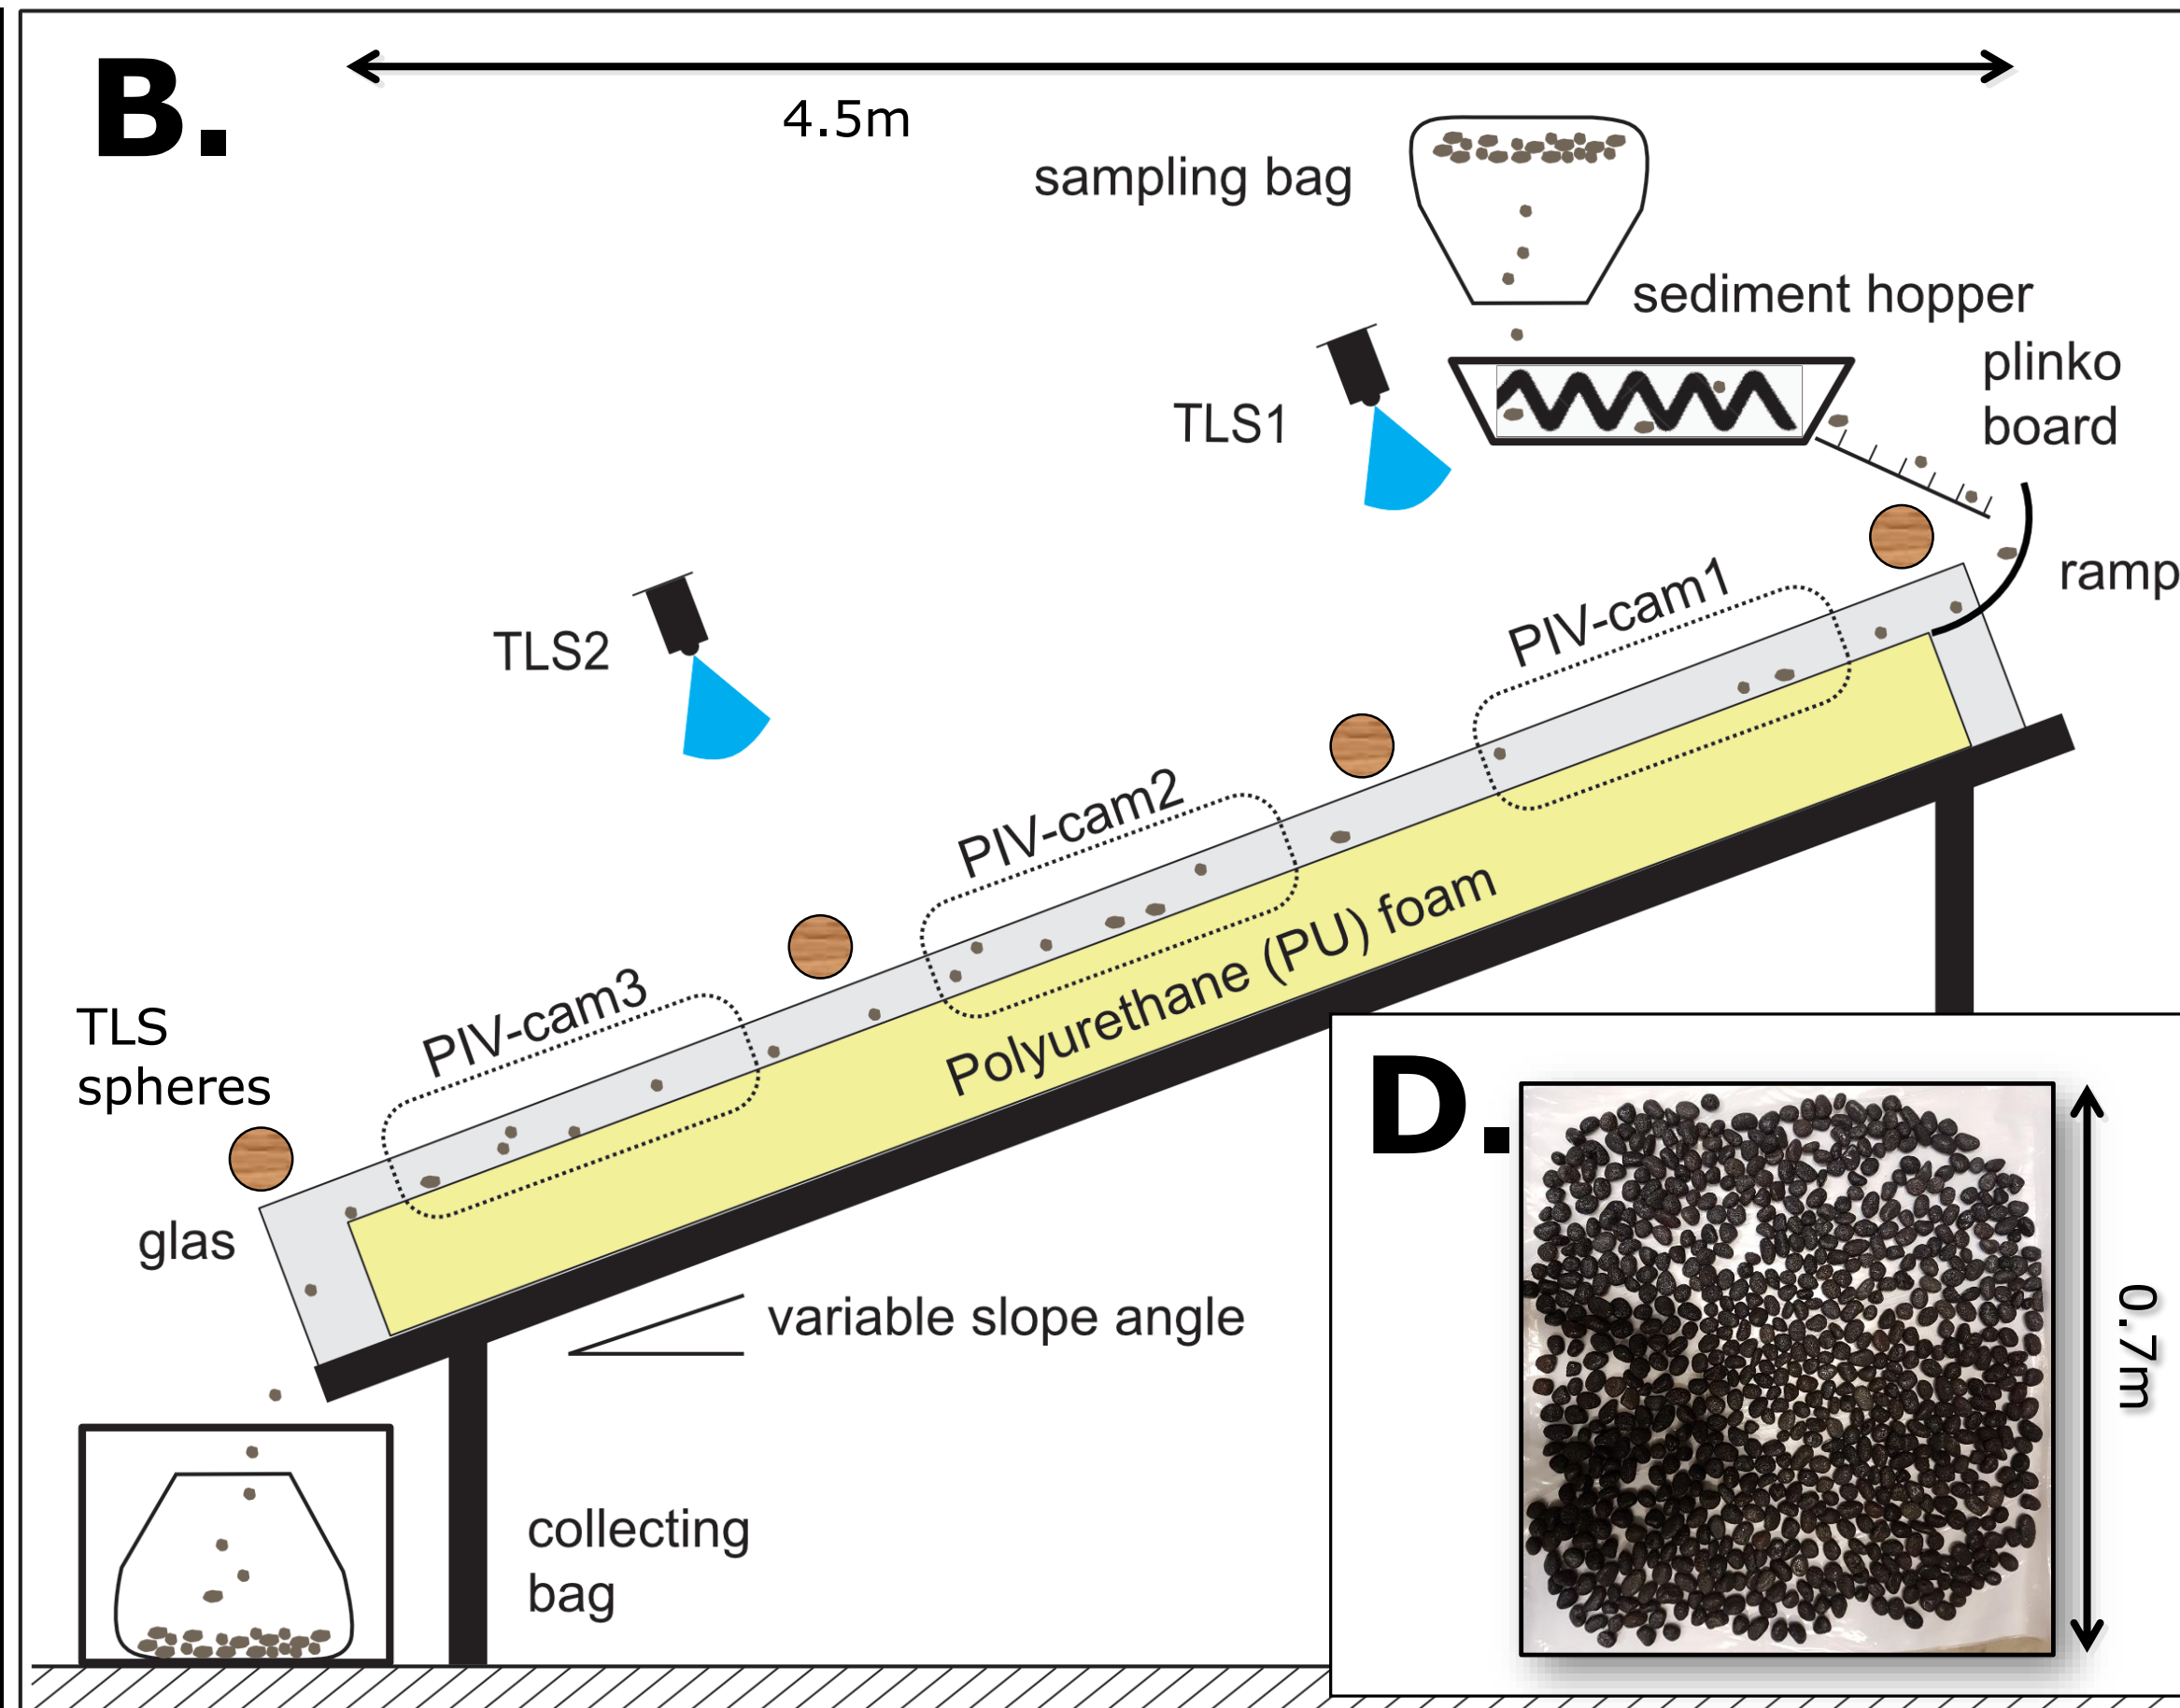 B.
4.5m
sampling bag
sediment hopper
plinko
board
TLS1
ramp
PIV-cam1
TLS2
PIV-cam2
Polyurethane (PU) foam
PIV-cam3
TLS
spheres
glas
variable slope angle
collecting
bag
D.
0.7m